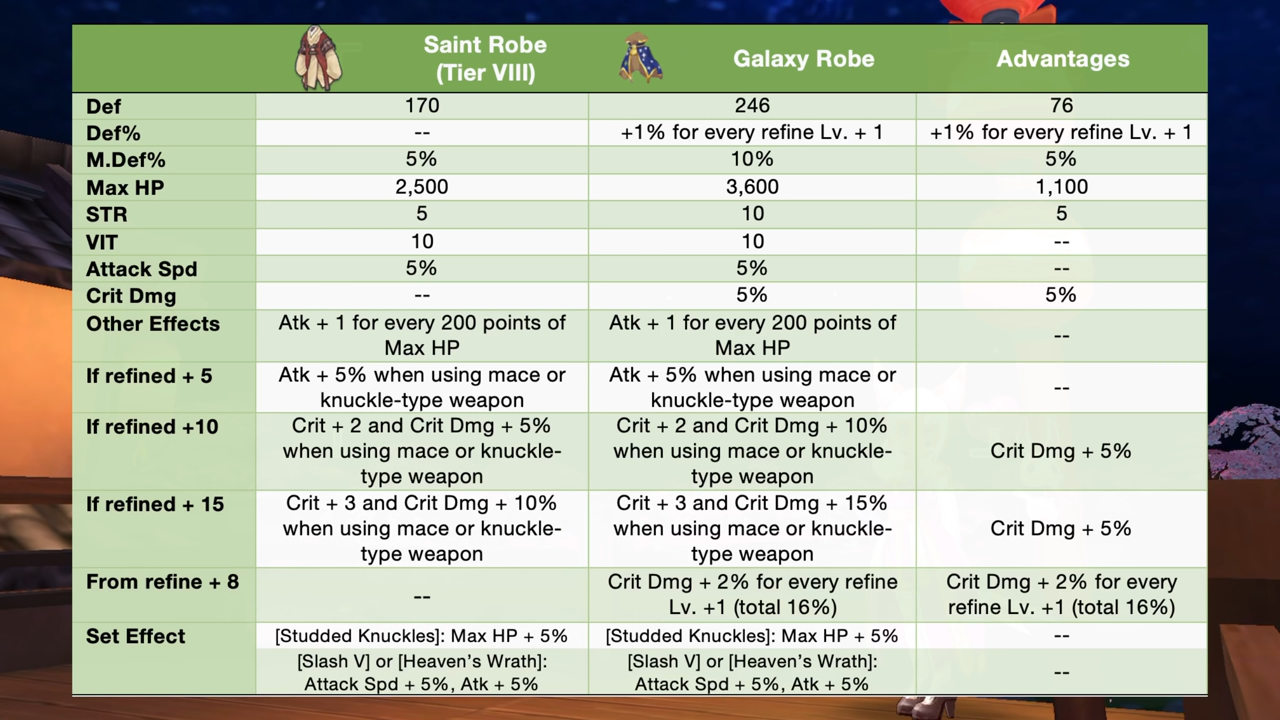 Saint Robe
(Tier VIII)
Galaxy Robe
Advantages
Def
170
246
76
Def%
--
+1% for every refine Lv. + 1
+1% for every refine Lv. + 1
M.Def%
5%
10%
5%
Max HP
2,500
3,600
1,100
STR
5
10
5
VIT
10
10
--
Attack Spd
5%
5%
--
Crit Dmg
--
5%
5%
Other Effects
Atk + 1 for every 200 points of
Max HP
Atk + 1 for every 200 points of
Max HP
--
If refined + 5
Atk + 5% when using mace or
knuckle-type weapon
Atk + 5% when using mace or
knuckle-type weapon
--
If refined +10
Crit + 2 and Crit Dmg + 5%
when using mace or knuckle-
type weapon
Crit + 2 and Crit Dmg + 10%
when using mace or knuckle-
type weapon
Crit Dmg + 5%
If refined + 15
Crit + 3 and Crit Dmg + 10%
when using mace or knuckle-
type weapon
Crit + 3 and Crit Dmg + 15%
when using mace or knuckle-
type weapon
Crit Dmg + 5%
From refine + 8
--
Crit Dmg + 2% for every refine
Lv. +1 (total 16%)
Crit Dmg + 2% for every
refine Lv. +1 (total 16%)
Set Effect
[Studded Knuckles]: Max HP + 5%
[Studded Knuckles]: Max HP + 5%
--
[Slash V] or [Heaven's Wrath]:
Attack Spd + 5%, Atk + 5%
[Slash V] or [Heaven's Wrath]:
Attack Spd + 5%, Atk + 5%
--